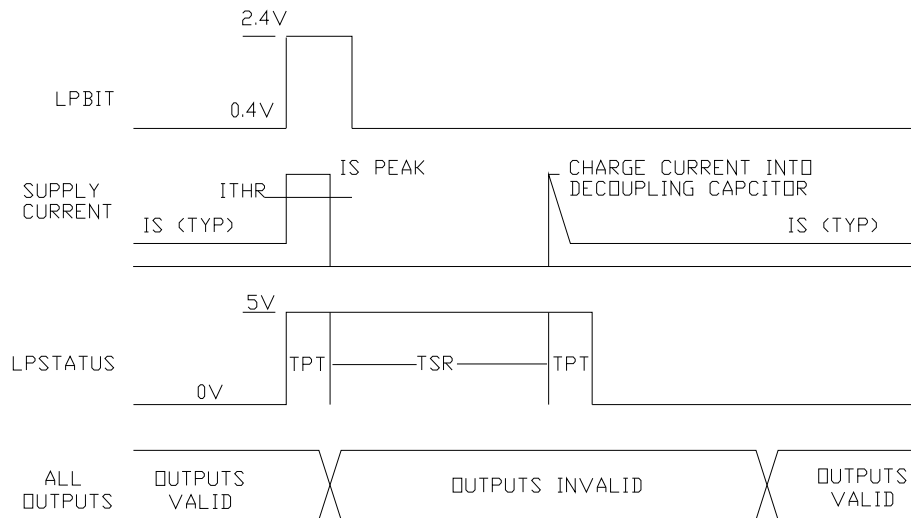 2.4V
LPBIT
0.4V
IS PEAK
CHARGE CURRENT INTO
DECOUPLING CAPCITOR
SUPPLY
CURRENT
ITHR
IS (TYP)
IS (TYP)
5V
LPSTATUS
TPT
TSR
TPT
0V
ALL
OUTPUTS
OUTPUTS
VALID
OUTPUTS INVALID
OUTPUTS
VALID